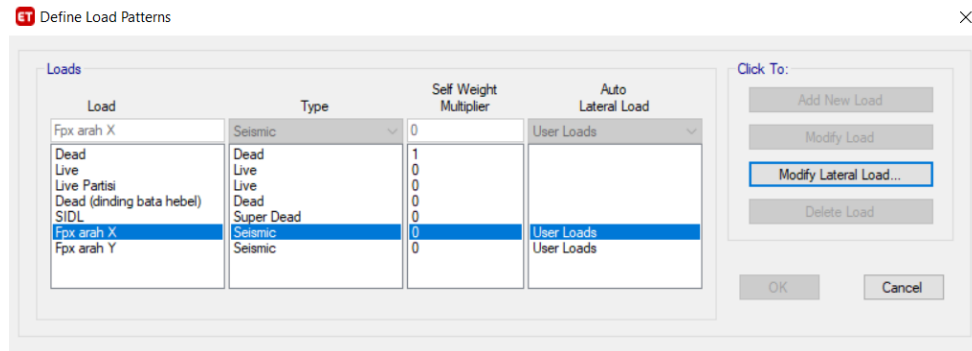 ET Define Load Patterns
Loads
Click To:
Load Type Self Weight Multiplier Auto Lateral Load
Fpx arah X Seismic 0 User Loads
Dead Dead 1
Live Live 0
Live Partisi Live 0
Dead (dinding bata hebel) Dead 0
SIDL Super Dead 0
Fpx arah X Seismic 0 User Loads
Fpx arah Y Seismic 0 User Loads
Add New Load
Modify Load
Modify Lateral Load...
Delete Load
OK Cancel